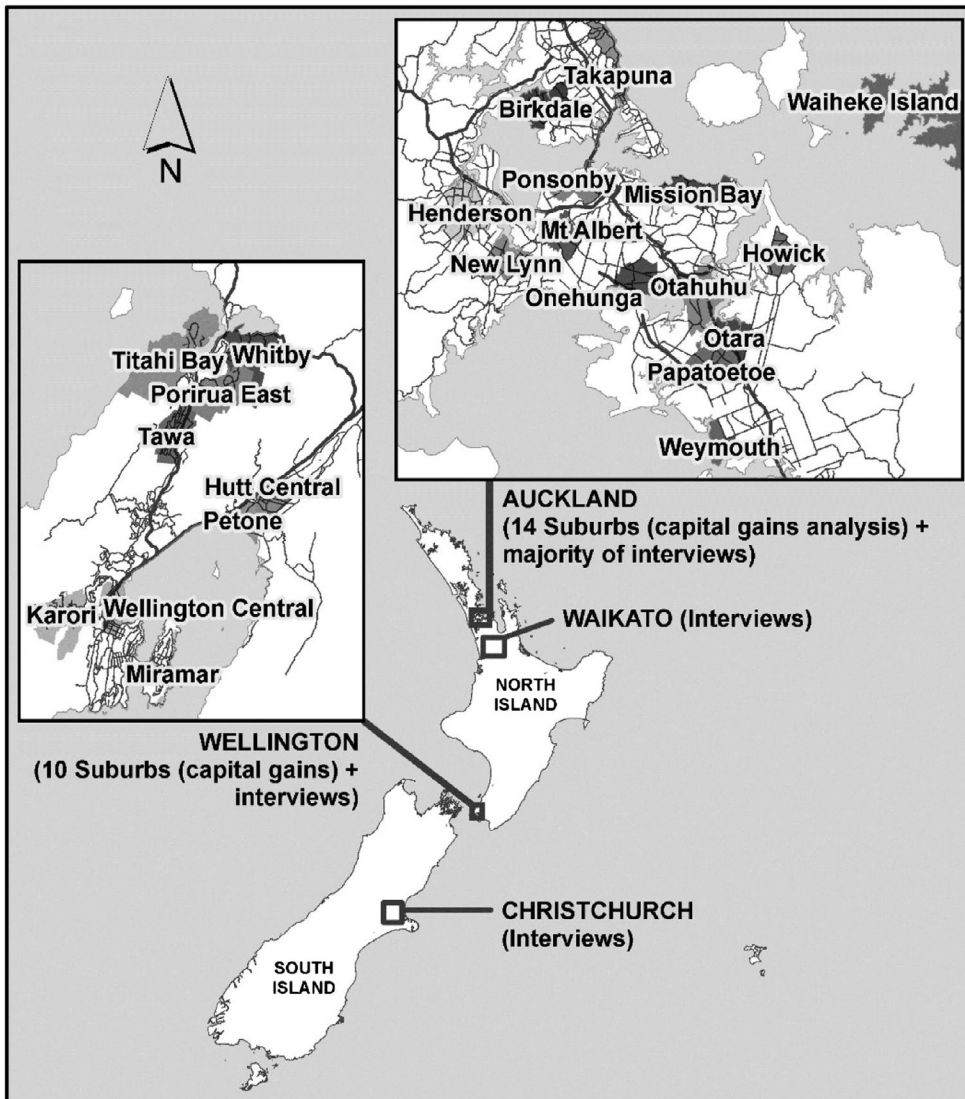 N
Takapuna
Birkdale
Waiheke Island
Ponsonby
Mission Bay
Henderson
Mt Albert
Howick
New Lynn
Otahuhu
Onehunga
Otara
Papatoetoe
Weymouth
Titahi Bay
Whitby
Porirua East
Tawa
Hutt Central
Petone
Karori
Wellington Central
Miramar
AUCKLAND
(14 Suburbs (capital gains analysis) +
majority of interviews)
WAIKATO (Interviews)
NORTH
ISLAND
WELLINGTON
(10 Suburbs (capital gains) +
interviews)
CHRISTCHURCH
(Interviews)
SOUTH
ISLAND